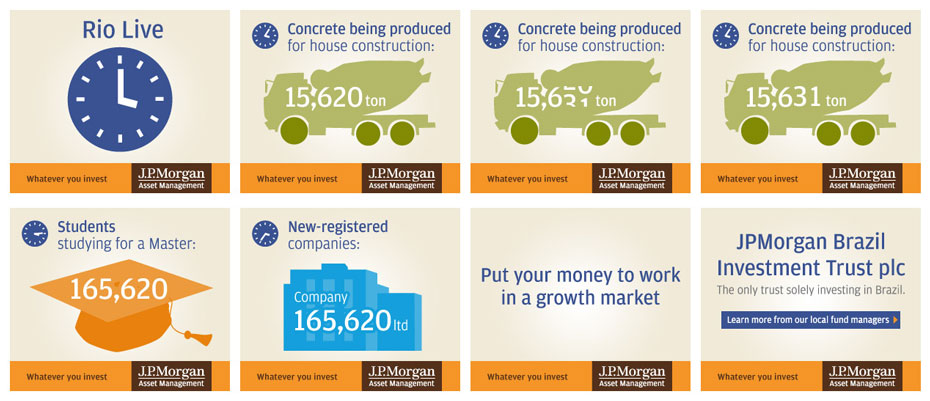 Rio Live
Whatever you invest
J.P.Morgan
Asset Management
Concrete being produced
for house construction:
15,620 ton
Whatever you invest
J.P.Morgan
Asset Management
Concrete being produced
for house construction:
ton
Whatever you invest
J.P.Morgan
Asset Management
Concrete being produced
for house construction:
15,631 ton
Whatever you invest
J.P.Morgan
Asset Management
Students
studying for a Master:
165,620
Whatever you invest
J.P.Morgan
Asset Management
New-registered
companies:
Company
165,620 ltd
Whatever you invest
J.P.Morgan
Asset Management
Put your money to work
in a growth market
Whatever you invest
J.P.Morgan
Asset Management
JPMorgan Brazil
Investment Trust plc
The only trust solely investing in Brazil.
Learn more from our local fund managers
Whatever you invest
J.P.Morgan
Asset Management